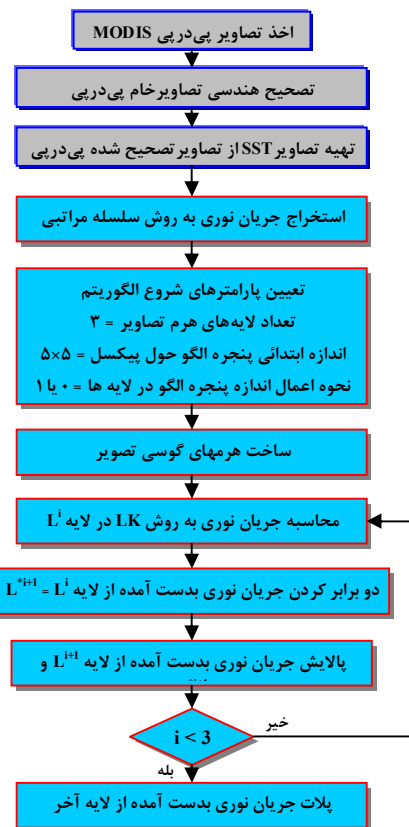 اخذ تصاویر پی‌درپی MODIS
تصحیح هندسی تصاویرخام پی‌درپی
تهیه تصاویر SST از تصاویر تصحیح شده پی‌درپی
استخراج جریان نوری به روش سلسله مراتبی
تعیین پارامترهای شروع الگوریتم
تعداد لایه‌های هرم تصاویر = ۳
اندازه ابتدائی پنجره الگو حول پیکسل = ۵×۵
نحوه اعمال اندازه پنجره الگو در لایه ها = ۰ یا ۱
ساخت هرمهای گوسی تصویر
محاسبه جریان نوری به روش LK در لایه Lⁱ
دو برابر کردن جریان نوری بدست آمده از لایه L*ⁱ⁺¹ = Lⁱ
پالایش جریان نوری بدست آمده از لایه Lⁱ⁺¹ و
i < 3
خیر
بله
پلات جریان نوری بدست آمده از لایه آخر